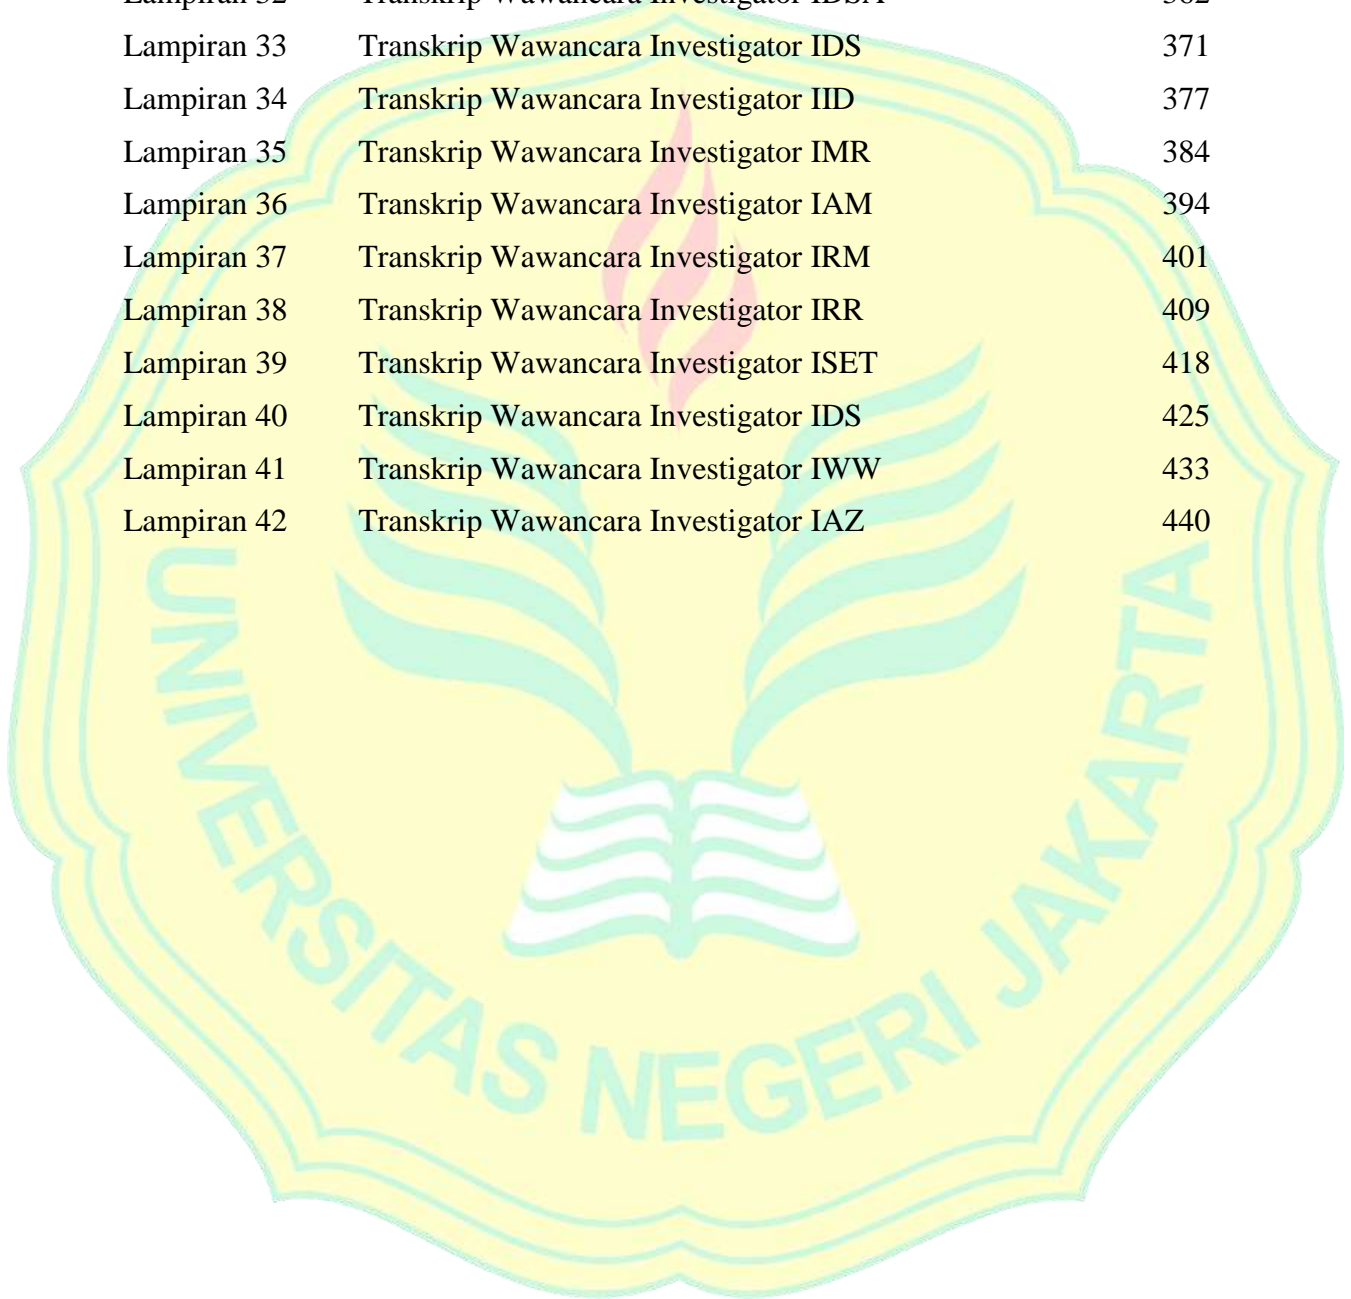 Lampiran 33 Transkrip Wawancara Investigator IDS 371
Lampiran 34 Transkrip Wawancara Investigator IID 377
Lampiran 35 Transkrip Wawancara Investigator IMR 384
Lampiran 36 Transkrip Wawancara Investigator IAM 394
Lampiran 37 Transkrip Wawancara Investigator IRM 401
Lampiran 38 Transkrip Wawancara Investigator IRR 409
Lampiran 39 Transkrip Wawancara Investigator ISET 418
Lampiran 40 Transkrip Wawancara Investigator IDS 425
Lampiran 41 Transkrip Wawancara Investigator IWW 433
Lampiran 42 Transkrip Wawancara Investigator IAZ 440
UNIVERSITAS NEGERI JAKARTA